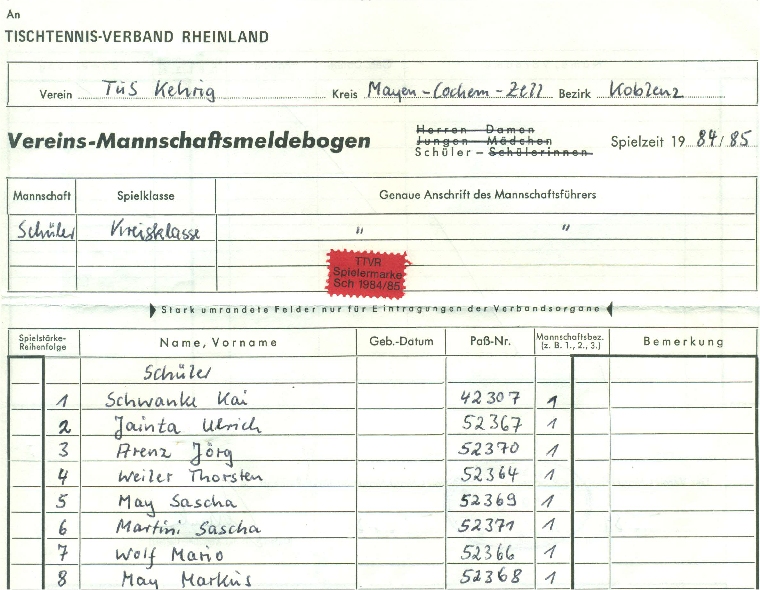 An
TISCHTENNIS-VERBAND RHEINLAND
Verein TuS Kehrig Kreis Mayen-Cochem-Zell Bezirk Koblenz
Vereins-Mannschaftsmeldebogen
Herren – Damen
Jungen – Mädchen
Schüler – Schülerinnen
Spielzeit 19 84/85
Mannschaft Spielklasse Genaue Anschrift des Mannschaftsführers
Schüler Kreisklasse " "
TTVR
Spielermarke
Sch 1984/85
Stark umrandete Felder nur für Eintragungen der Verbandsorgane
Spielstärke-Reihenfolge Name, Vorname Geb.-Datum Paß-Nr. Mannschaftsbez. (z. B. 1., 2., 3.) Bemerkung
Schüler
1 Schwanke Kai 42307 1
2 Jainta Ulrich 52367 1
3 Arenz Jörg 52370 1
4 Weiler Thorsten 52364 1
5 May Sascha 52369 1
6 Martini Sascha 52371 1
7 Wolf Mario 52366 1
8 May Markus 52368 1